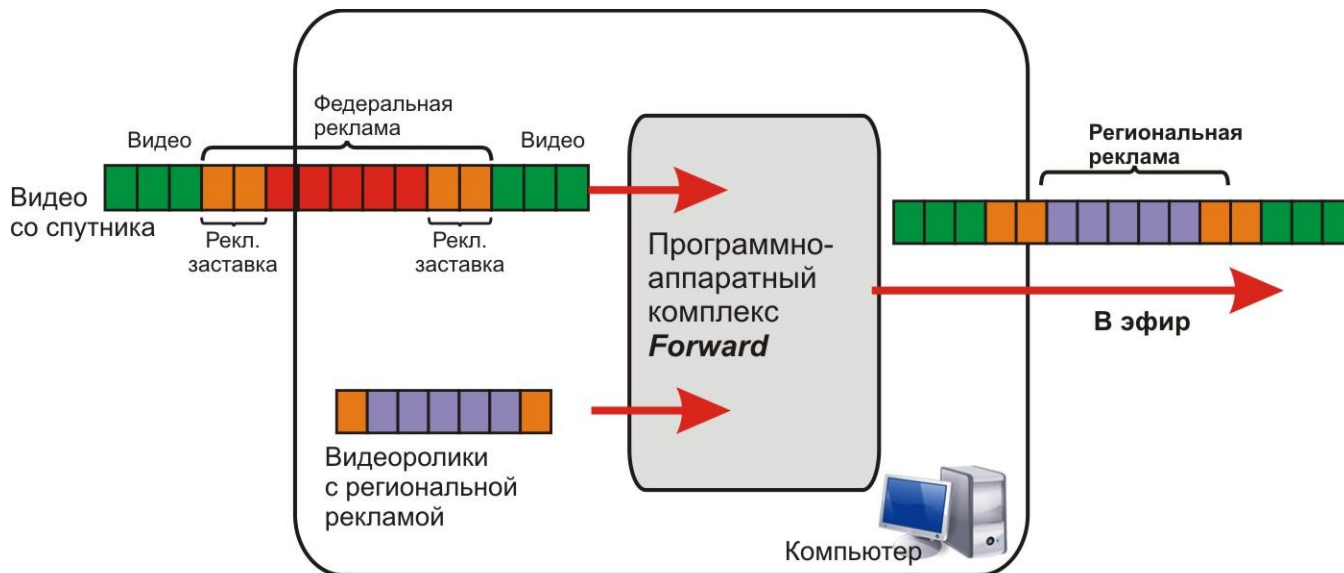 Федеральная
реклама
Видео
Видео
Видео
со спутника
Рекл.
заставка
Рекл.
заставка
Программно-
аппаратный
комплекс
Forward
Региональная
реклама
В эфир
Видеоролики
с региональной
рекламой
Компьютер